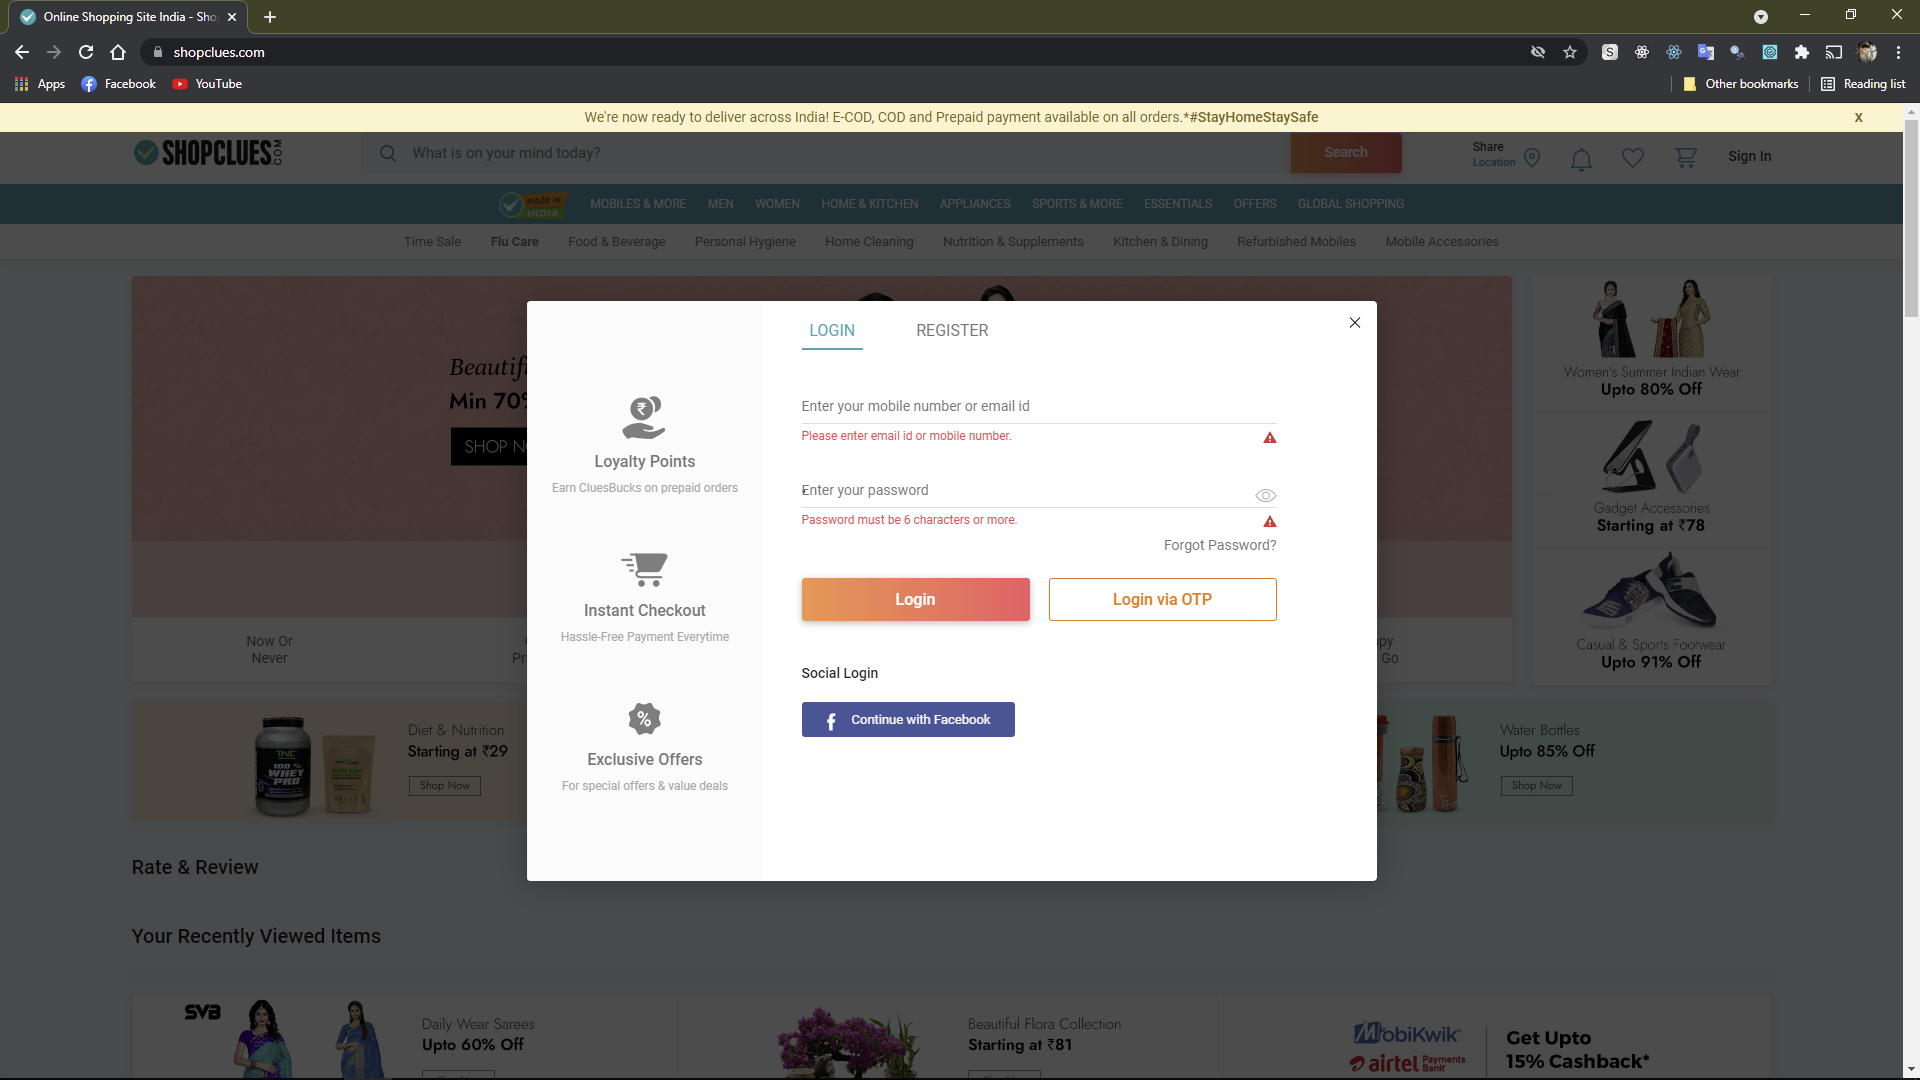 Online Shopping Site India - Sho
shopclues.com
Apps
Facebook
YouTube
Other bookmarks
Reading list
We're now ready to deliver across India! E-COD, COD and Prepaid payment available on all orders.*#StayHomeStaySafe
X
SHOPCLUES.COM
What is on your mind today?
Search
Share
Location
Sign In
made in
INDIA
MOBILES & MORE
MEN
WOMEN
HOME & KITCHEN
APPLIANCES
SPORTS & MORE
ESSENTIALS
OFFERS
GLOBAL SHOPPING
Time Sale
Flu Care
Food & Beverage
Personal Hygiene
Home Cleaning
Nutrition & Supplements
Kitchen & Dining
Refurbished Mobiles
Mobile Accessories
Min 70%
SHOP
Now Or
Never
Go
Women's Summer Indian Wear
Upto 80% Off
Gadget Accessories
Starting at ₹78
Casual & Sports Footwear
Upto 91% Off
LOGIN
REGISTER
Loyalty Points
Earn CluesBucks on prepaid orders
Instant Checkout
Hassle-Free Payment Everytime
Exclusive Offers
For special offers & value deals
Enter your mobile number or email id
Please enter email id or mobile number.
Enter your password
Password must be 6 characters or more.
Forgot Password?
Login
Login via OTP
Social Login
Continue with Facebook
TNC
100 %
WHEY
PRO
Diet & Nutrition
Starting at ₹29
Shop Now
Water Bottles
Upto 85% Off
Shop Now
Rate & Review
Your Recently Viewed Items
SVB
Daily Wear Sarees
Upto 60% Off
Beautiful Flora Collection
Starting at ₹81
MobiKwik
airtel Payments
Bank
Get Upto
15% Cashback*